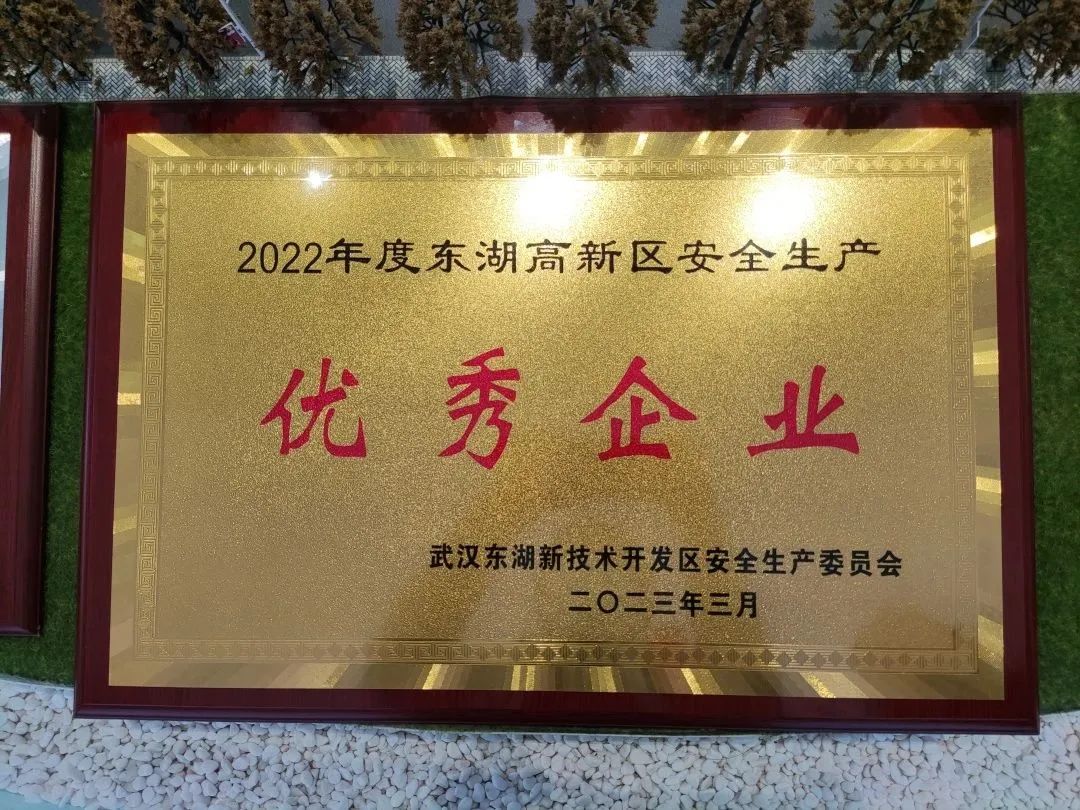 2022年度东湖高新区安全生产
优秀企业
武汉东湖新技术开发区安全生产委员会
二〇二三年三月